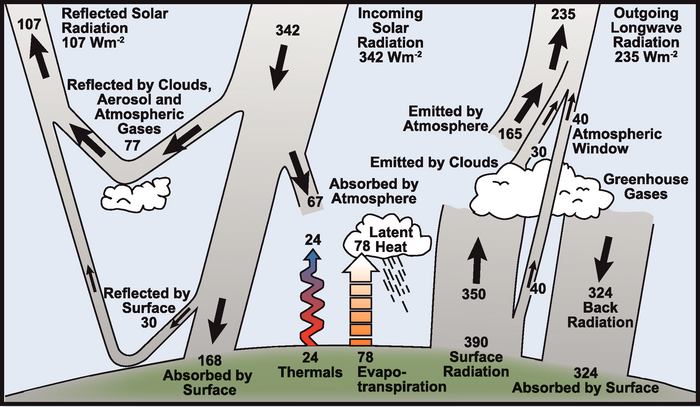 Reflected Solar
Radiation
107 Wm-2
107
342
Incoming
Solar
Radiation
342 Wm-2
235
Outgoing
Longwave
Radiation
235 Wm-2
Reflected by Clouds,
Aerosol and
Atmospheric
Gases
77
Emitted by
Atmosphere
165
40
Atmospheric
Window
Emitted by Clouds
30
Greenhouse
Gases
67
Absorbed by
Atmosphere
24
Latent
78 Heat
Reflected by
Surface
30
350
40
324
Back
Radiation
168
Absorbed by
Surface
24
Thermals
78
Evapo-
transpiration
390
Surface
Radiation
324
Absorbed by Surface